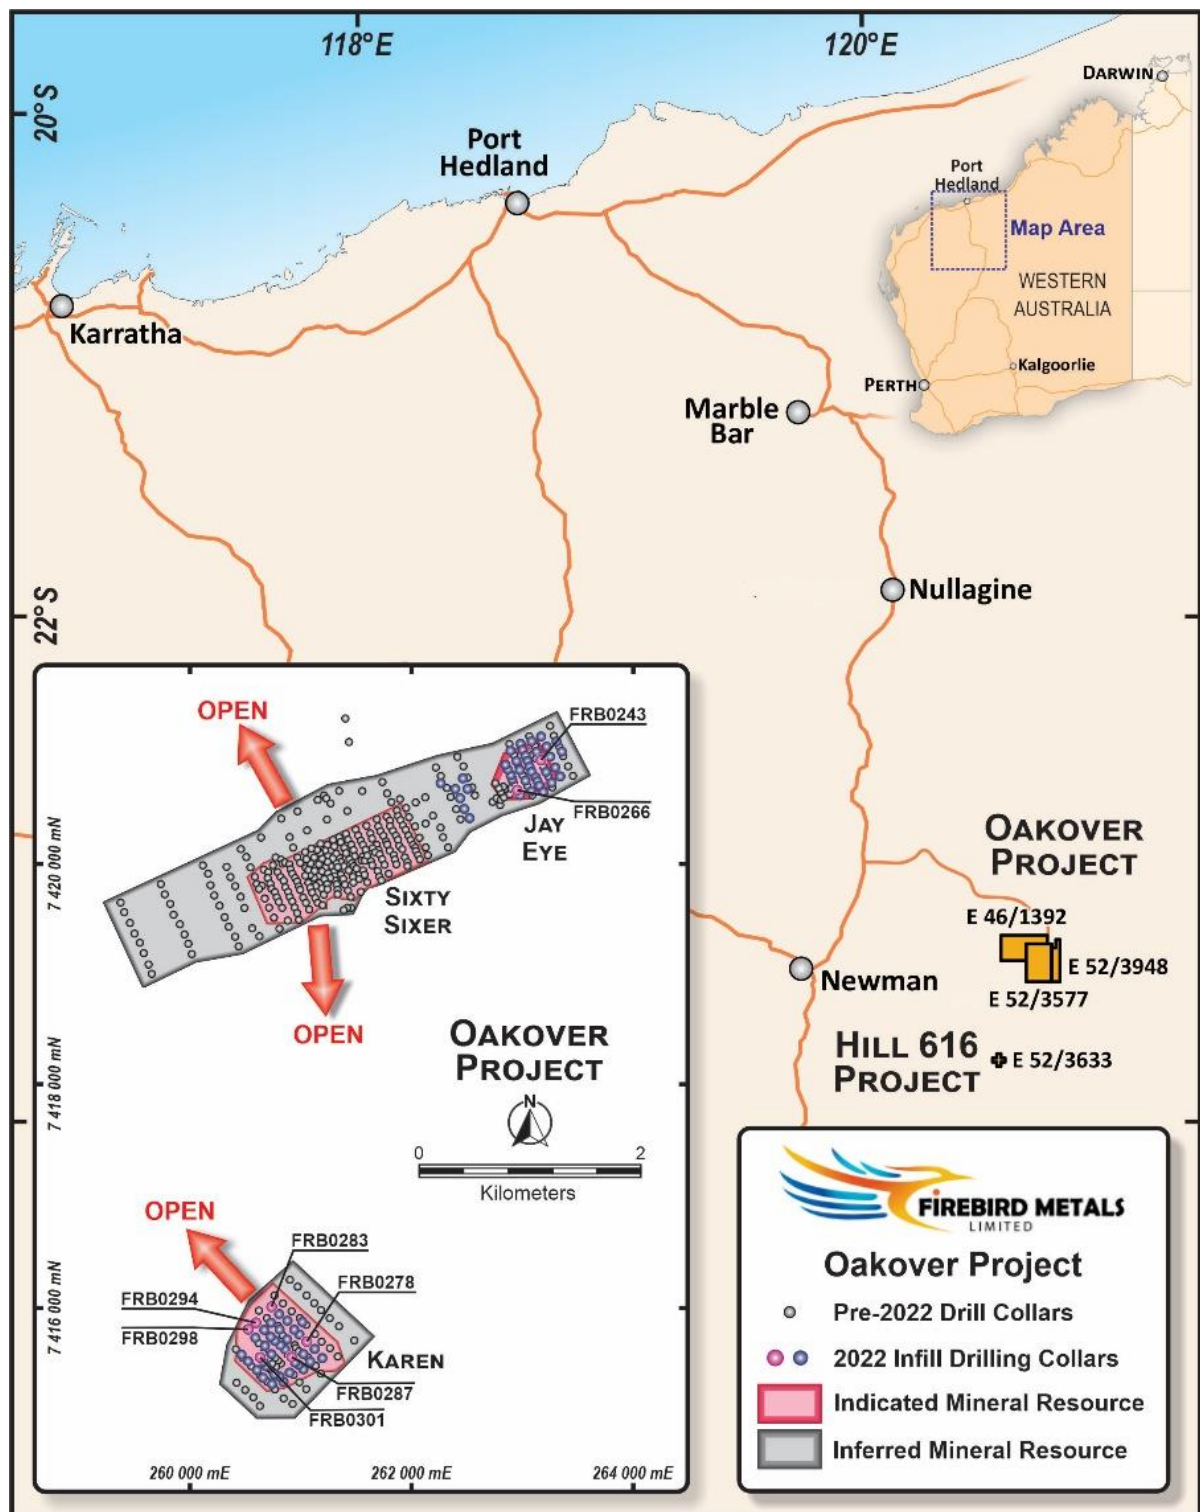 118°E
120°E
20°S
22°S
DARWIN
Port
Hedland
Port
Hedland
Map Area
WESTERN
AUSTRALIA
Kalgoorlie
PERTH
Karratha
Marble
Bar
Nullagine
OAKOVER
PROJECT
E 46/1392
E 52/3948
E 52/3577
Newman
HILL 616
PROJECT
E 52/3633
OPEN
FRB0243
FRB0266
JAY
EYE
SIXTY
SIXER
OPEN
OAKOVER
PROJECT
N
0
2
Kilometers
OPEN
FRB0283
FRB0278
FRB0294
FRB0298
KAREN
FRB0287
FRB0301
7 420 000 mN
7 418 000 mN
7 416 000 mN
260 000 mE
262 000 mE
264 000 mE
FIREBIRD METALS
LIMITED
Oakover Project
Pre-2022 Drill Collars
2022 Infill Drilling Collars
Indicated Mineral Resource
Inferred Mineral Resource